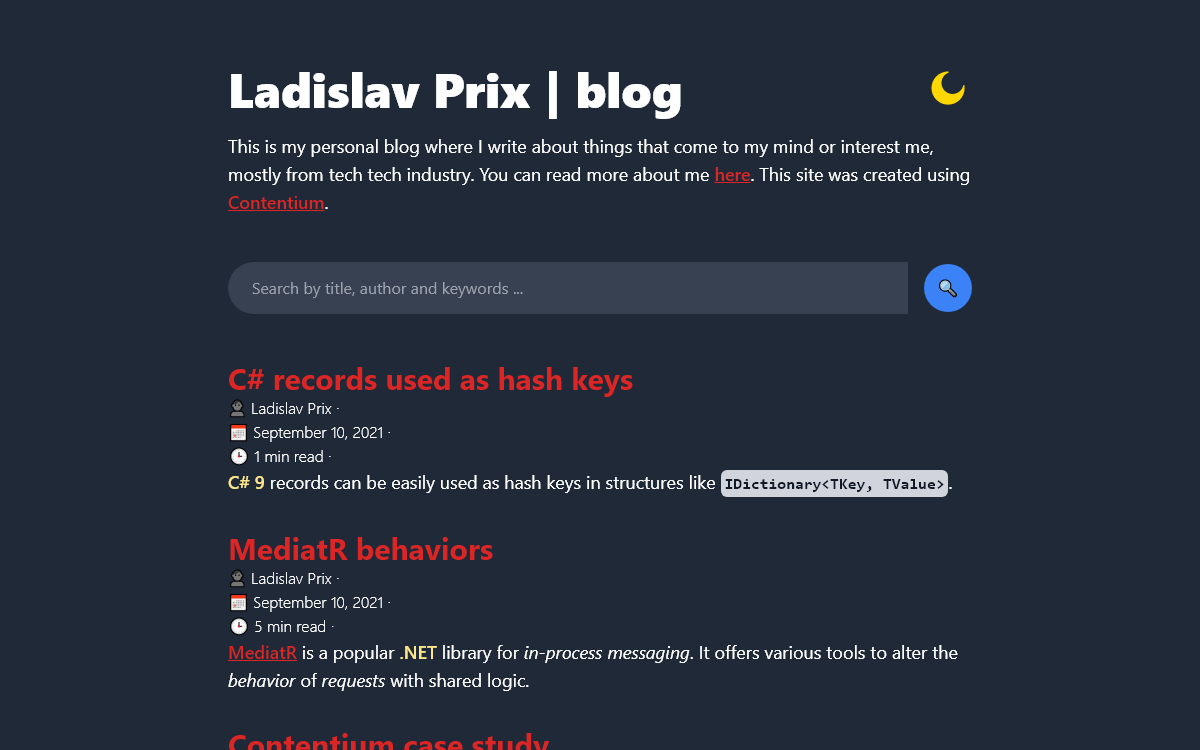 Ladislav Prix | blog
This is my personal blog where I write about things that come to my mind or interest me,
mostly from tech tech industry. You can read more about me here. This site was created using
Contentium.
Search by title, author and keywords ...
C# records used as hash keys
Ladislav Prix ·
September 10, 2021 ·
1 min read ·
C# 9 records can be easily used as hash keys in structures like IDictionary<TKey, TValue>.
MediatR behaviors
Ladislav Prix ·
September 10, 2021 ·
5 min read ·
MediatR is a popular .NET library for in-process messaging. It offers various tools to alter the
behavior of requests with shared logic.
Contentium case study